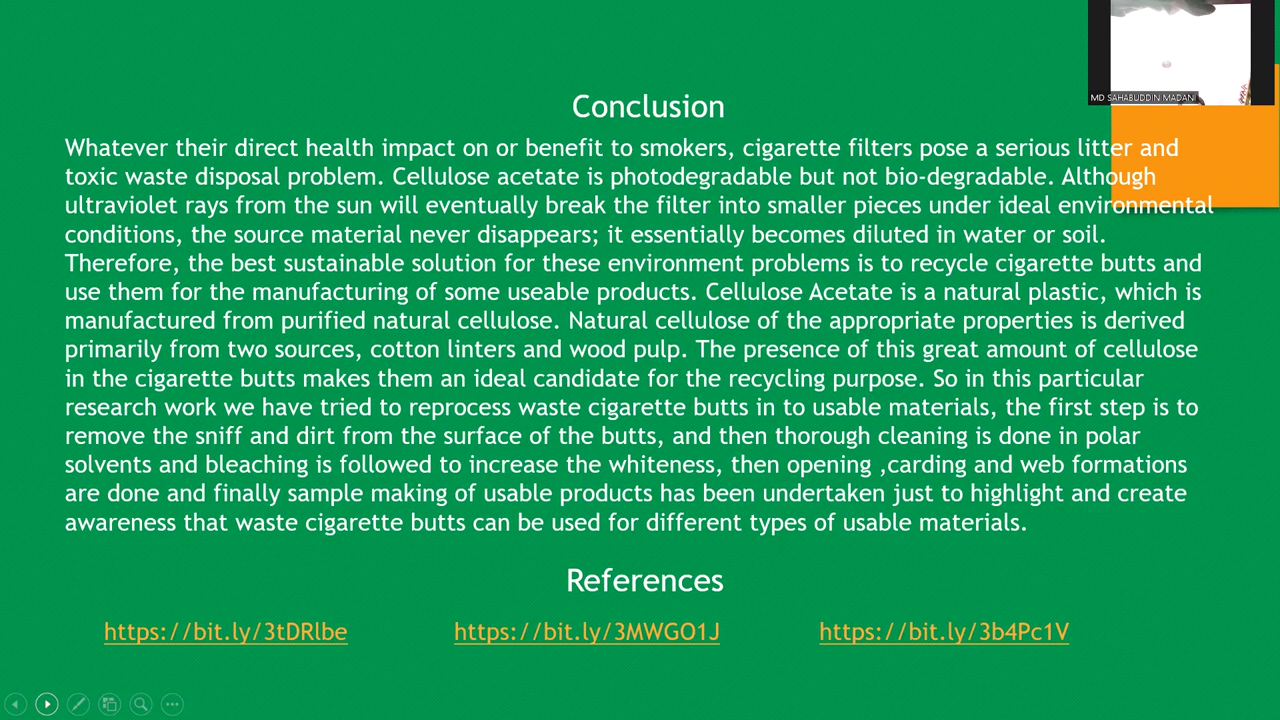 MD SAHABUDDIN MADANI
Conclusion
Whatever their direct health impact on or benefit to smokers, cigarette filters pose a serious litter and
toxic waste disposal problem. Cellulose acetate is photodegradable but not bio-degradable. Although
ultraviolet rays from the sun will eventually break the filter into smaller pieces under ideal environmental
conditions, the source material never disappears; it essentially becomes diluted in water or soil.
Therefore, the best sustainable solution for these environment problems is to recycle cigarette butts and
use them for the manufacturing of some useable products. Cellulose Acetate is a natural plastic, which is
manufactured from purified natural cellulose. Natural cellulose of the appropriate properties is derived
primarily from two sources, cotton linters and wood pulp. The presence of this great amount of cellulose
in the cigarette butts makes them an ideal candidate for the recycling purpose. So in this particular
research work we have tried to reprocess waste cigarette butts in to usable materials, the first step is to
remove the sniff and dirt from the surface of the butts, and then thorough cleaning is done in polar
solvents and bleaching is followed to increase the whiteness, then opening ,carding and web formations
are done and finally sample making of usable products has been undertaken just to highlight and create
awareness that waste cigarette butts can be used for different types of usable materials.
References
https://bit.ly/3tDRlbe
https://bit.ly/3MWGO1J
https://bit.ly/3b4Pc1V